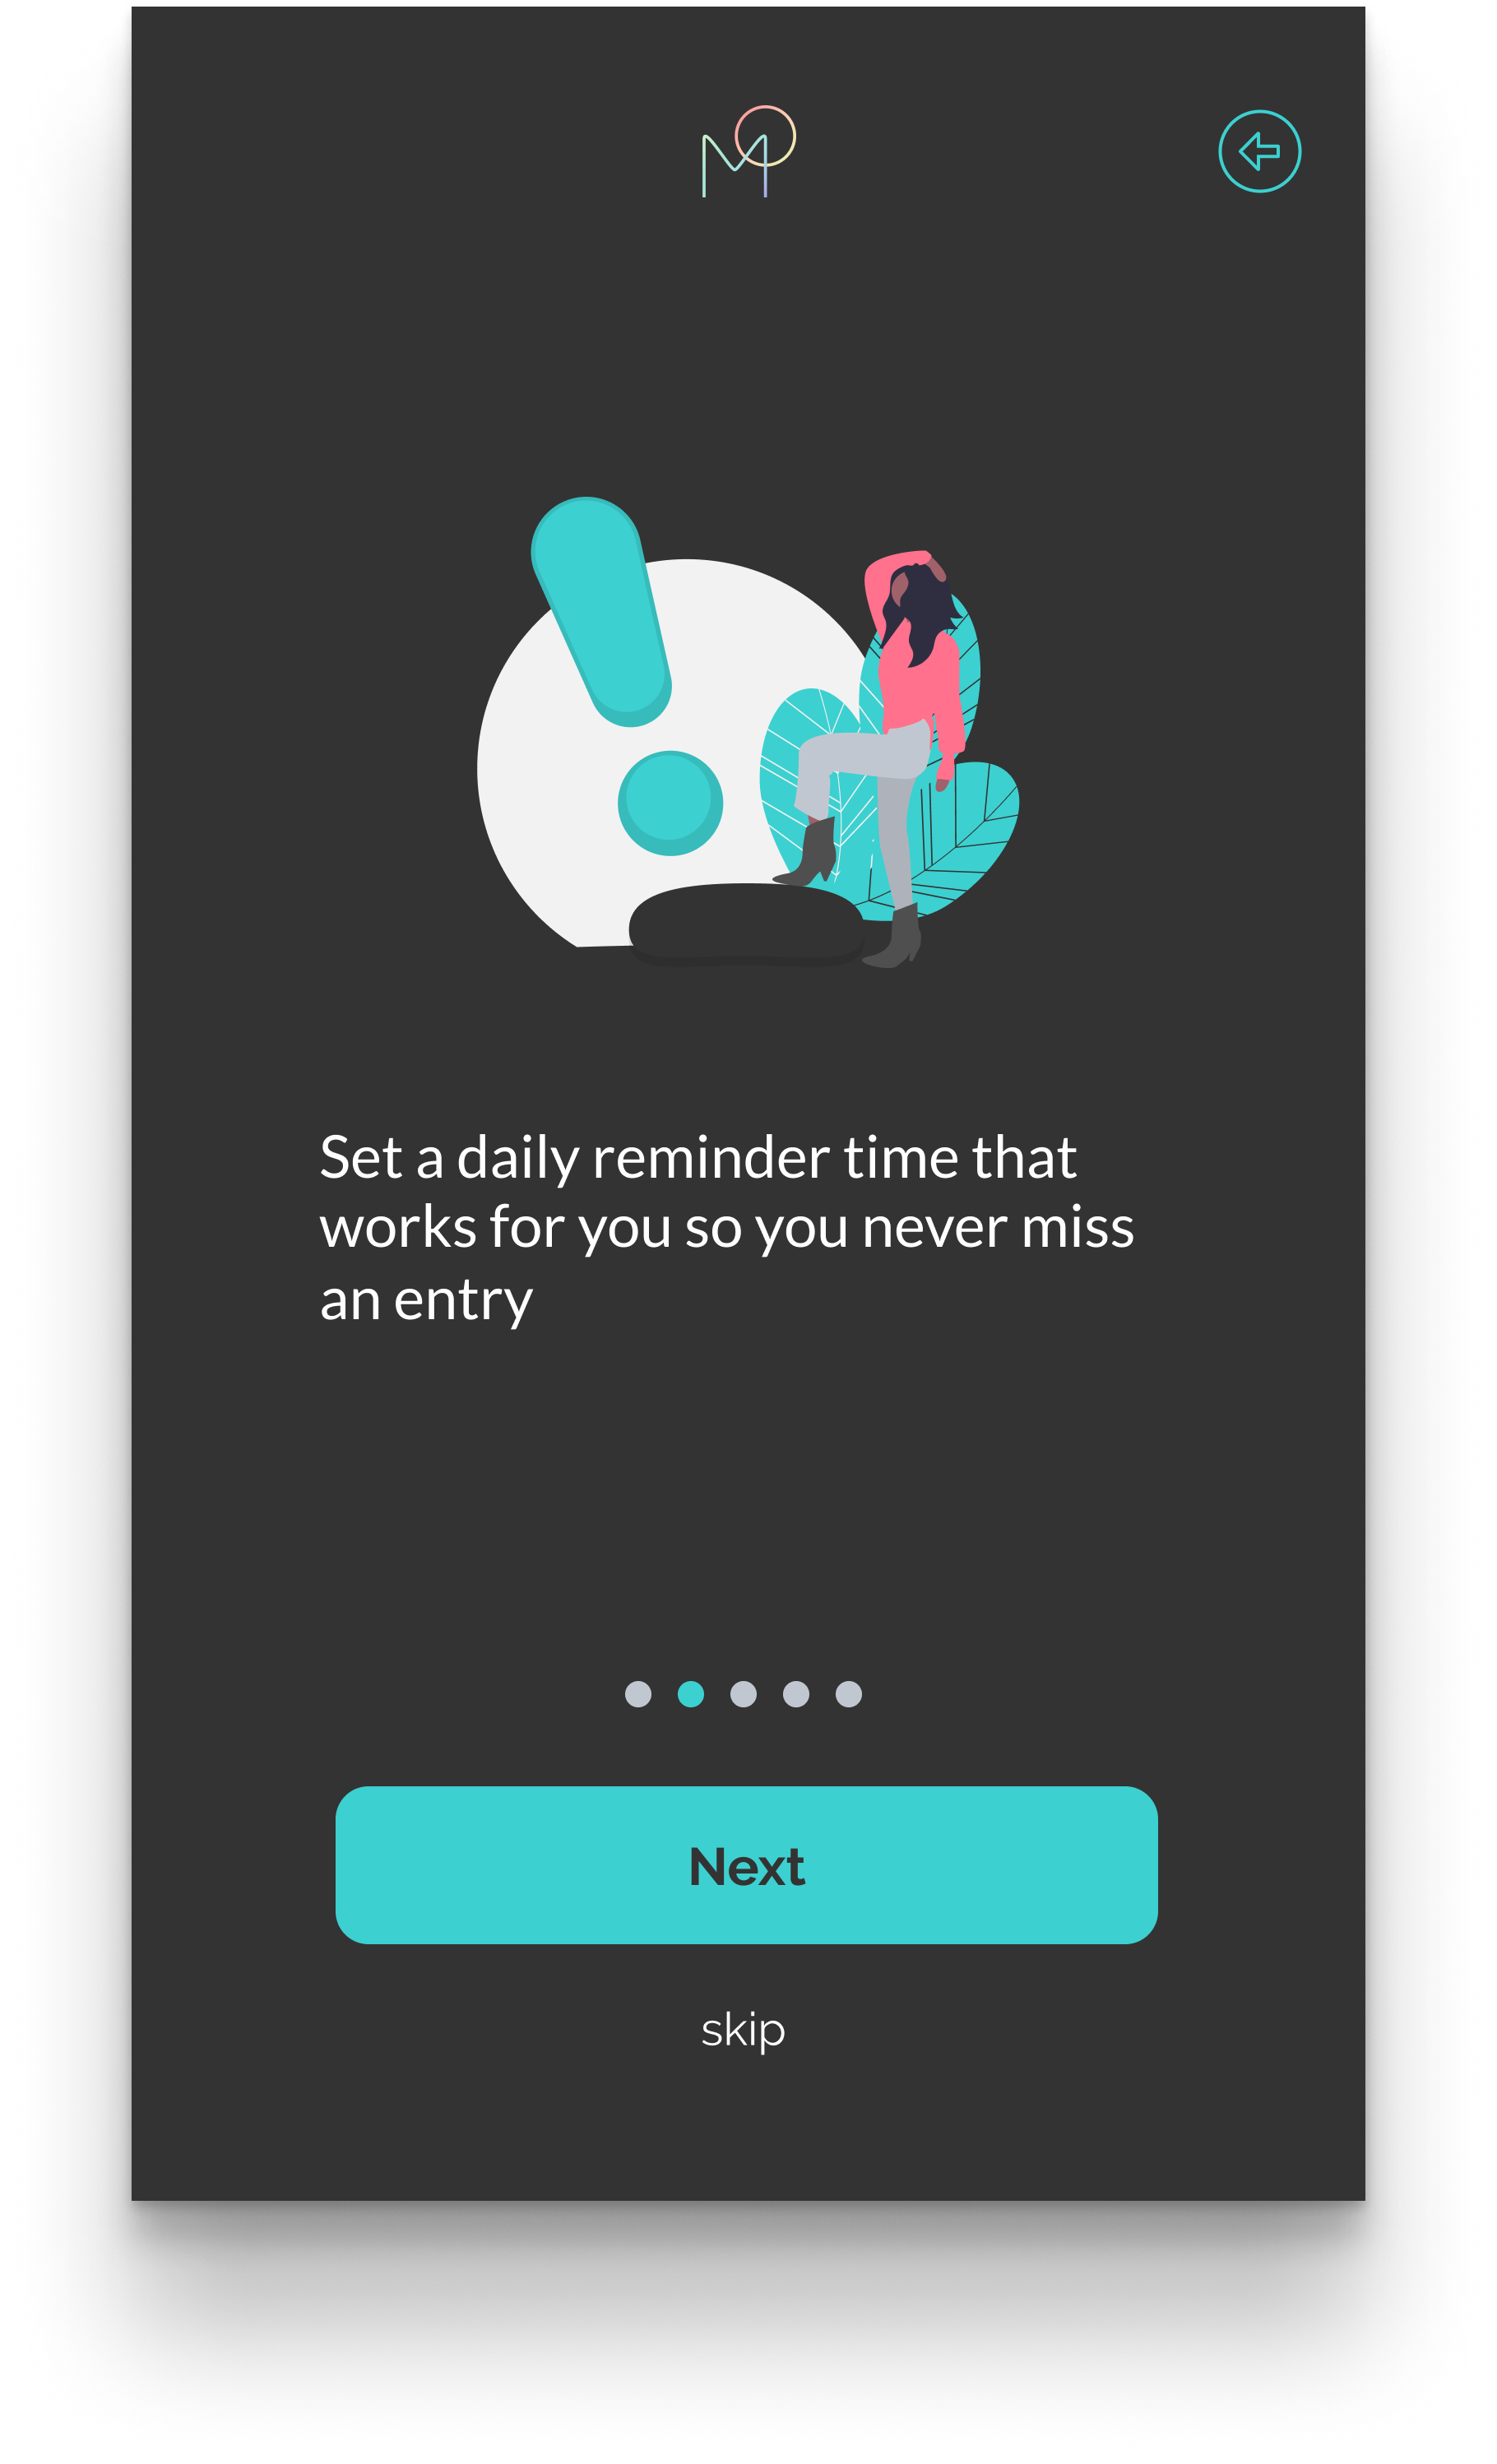 M
Set a daily reminder time that
works for you so you never miss
an entry
Next
skip